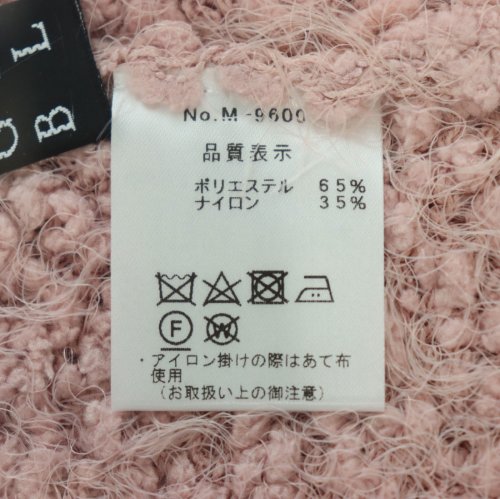 No.M-9600
品質表示
ポリエステル 65%
ナイロン 35%
F W
・アイロン掛けの際はあて布
使用
（お取扱い上の御注意）